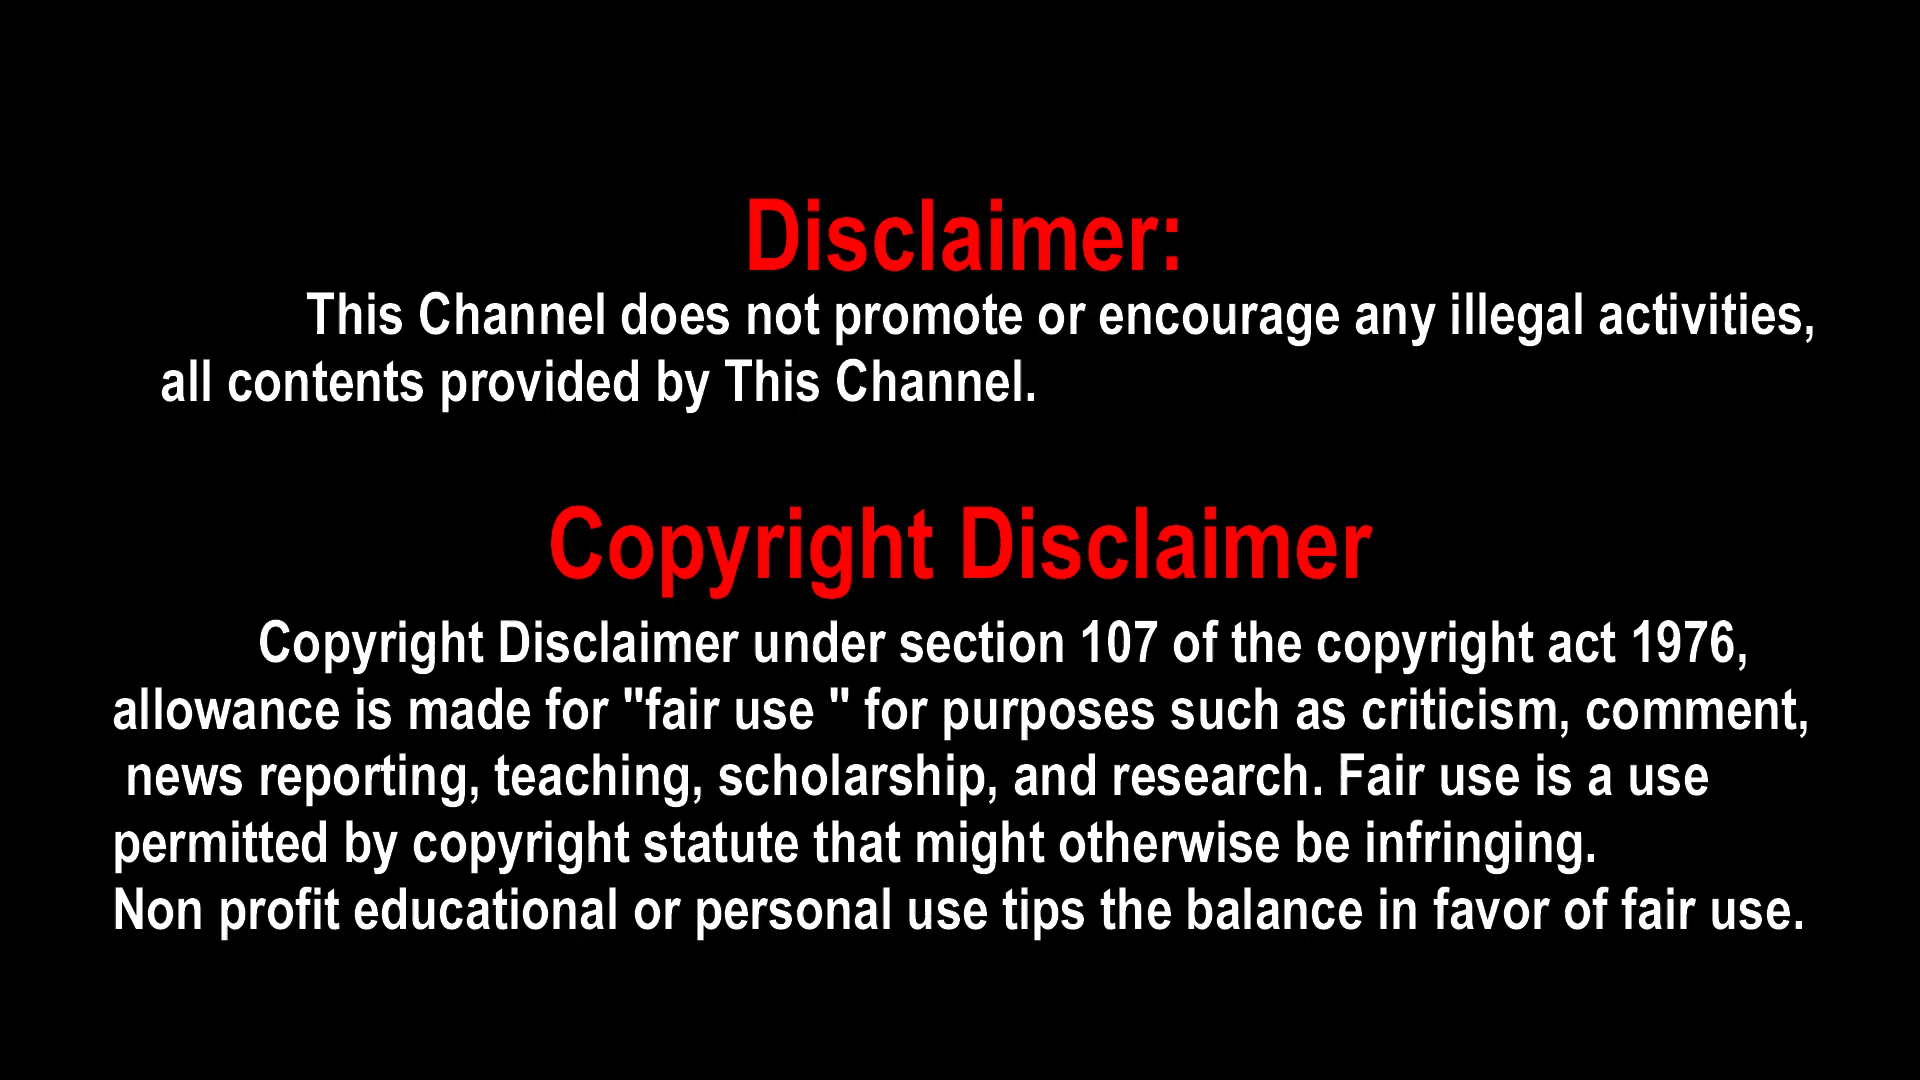 Disclaimer:
This Channel does not promote or encourage any illegal activities,
all contents provided by This Channel.
Copyright Disclaimer
Copyright Disclaimer under section 107 of the copyright act 1976,
allowance is made for "fair use " for purposes such as criticism, comment,
news reporting, teaching, scholarship, and research. Fair use is a use
permitted by copyright statute that might otherwise be infringing.
Non profit educational or personal use tips the balance in favor of fair use.